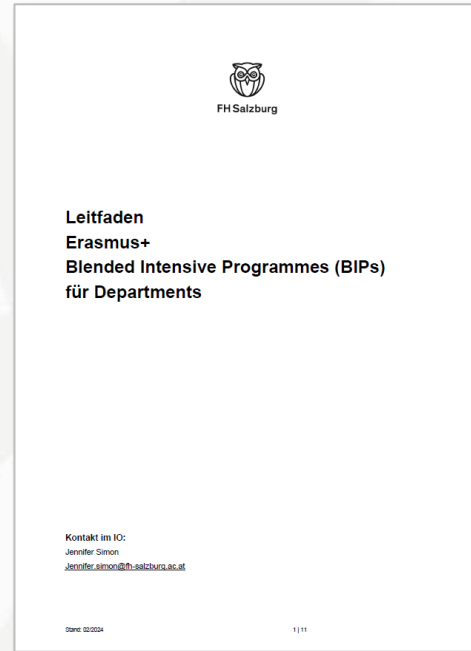 FH Salzburg
Leitfaden
Erasmus+
Blended Intensive Programmes (BIPs)
für Departments
Kontakt im IO:
Jennifer Simon
Jennifer.simon@fh-salzburg.ac.at
Stand: 02/2024 1 | 11